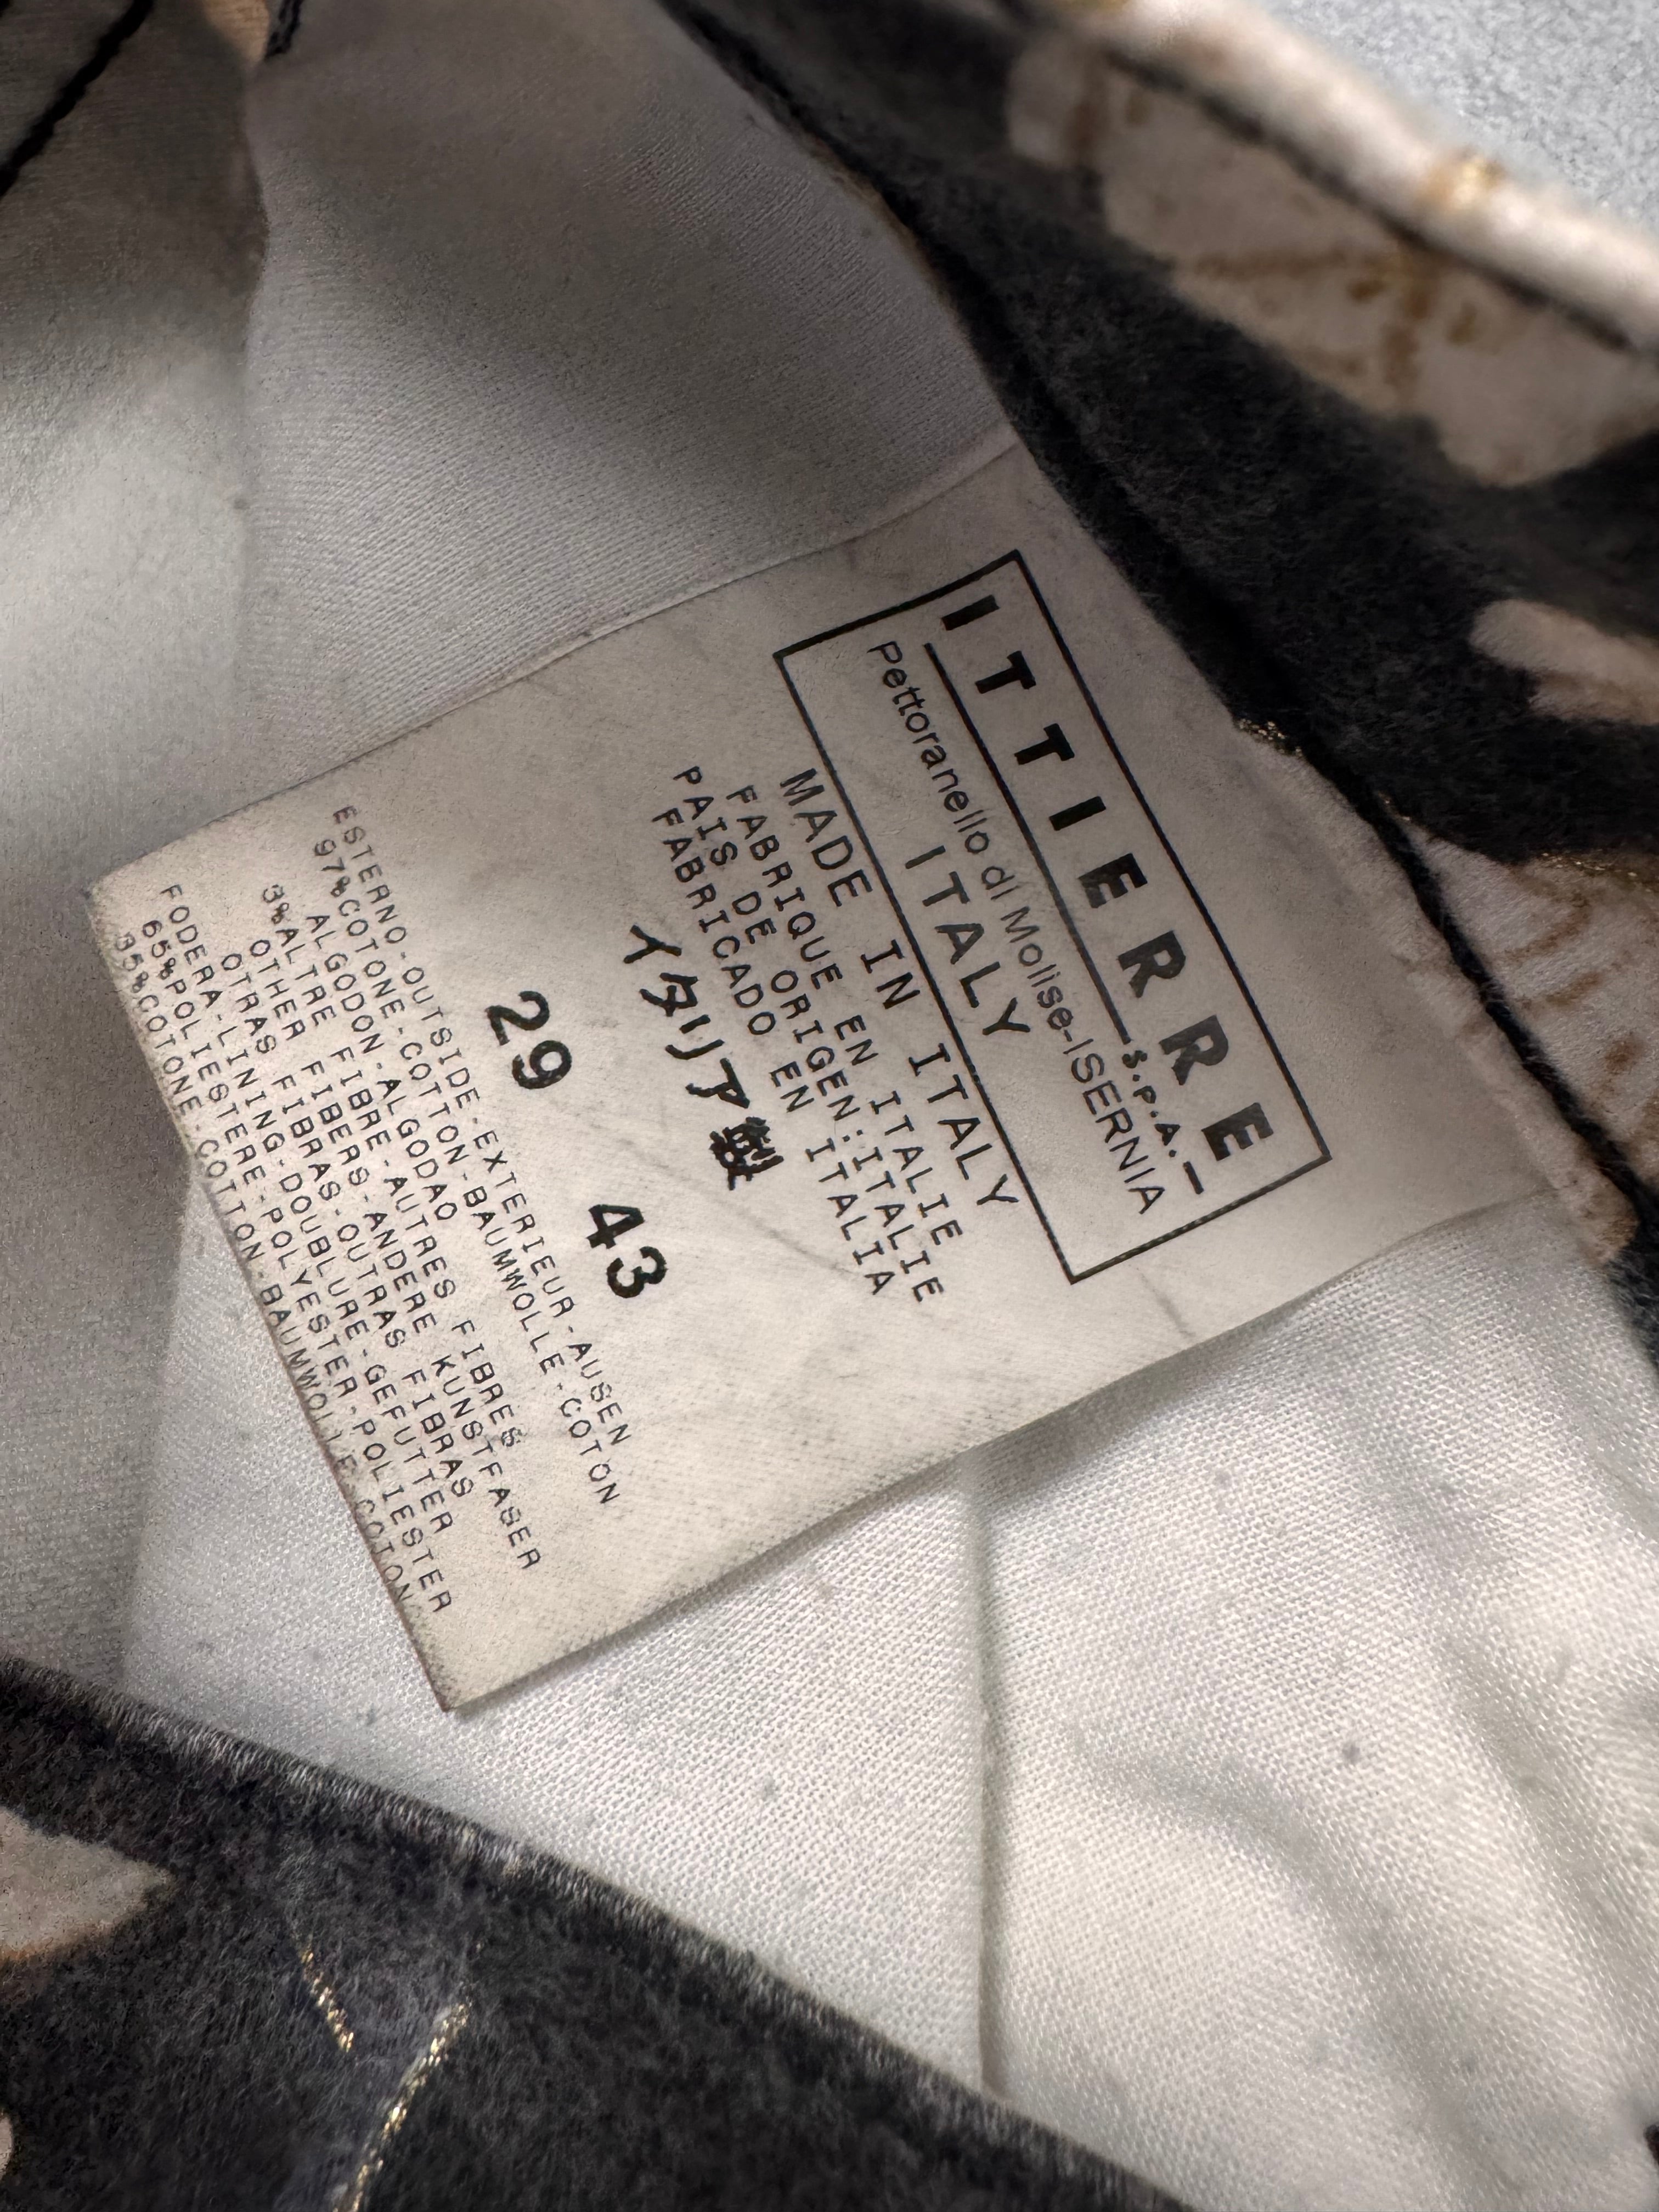 ITTIERRE
S.p.A.
Pettoranello di Molise-ISERNIA
ITALY
MADE IN ITALY
FABRIQUE EN ITALIE
PAIS DE ORIGEN:ITALIE
FABRICADO EN ITALIA
イタリア製
29 43
ESTERNO-OUTSIDE-EXTERIEUR-AUSEN
97%COTONE-COTTON-BAUMWOLLE-COTON
ALGODON-ALGODAO
3%ALTRE FIBRE-AUTRES FIBRES
OTHER FIBERS-ANDERE KUNSTFASER
OTRAS FIBRAS-OUTRAS FIBRAS
FODERA-LINING-DOUBLURE-GEFUTTER
65%POLIESTERE-POLYESTER-POLIESTER
35%COTONE-COTTON-BAUMWOLLE-COTON